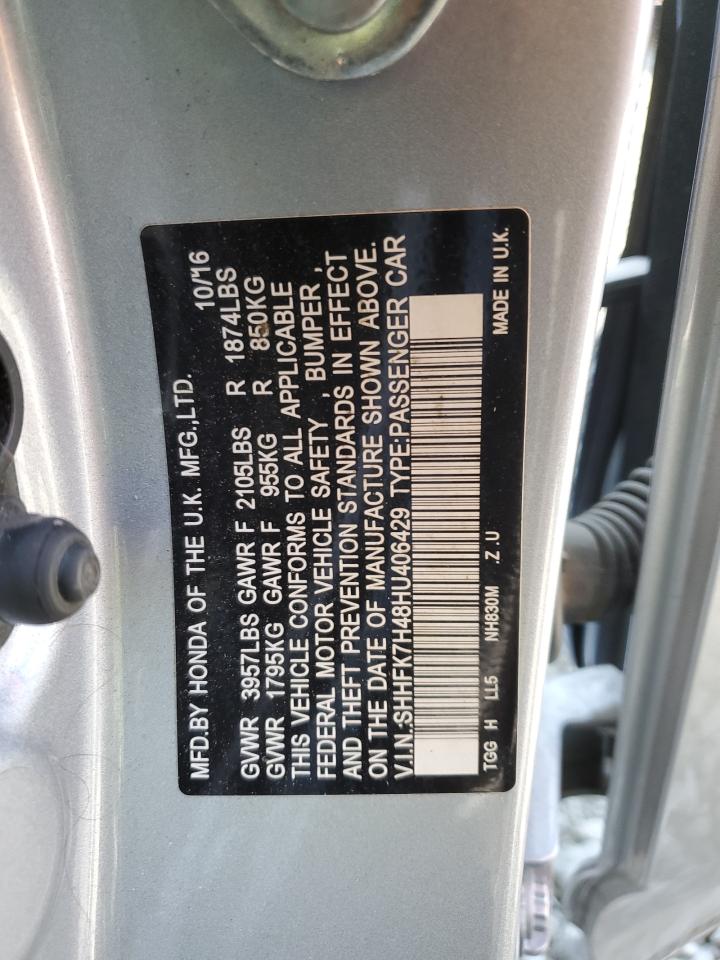 MFD.BY HONDA OF THE U.K. MFG.,LTD. 10/16
GVWR 3957LBS GAWR F 2105LBS R 1874LBS
GVWR 1795KG GAWR F 955KG R 850KG
THIS VEHICLE CONFORMS TO ALL APPLICABLE
FEDERAL MOTOR VEHICLE SAFETY , BUMPER ,
AND THEFT PREVENTION STANDARDS IN EFFECT
ON THE DATE OF MANUFACTURE SHOWN ABOVE.
V.I.N.:SHHFK7H48HU406429 TYPE:PASSENGER CAR
TGG H LL5 NH830M .Z .U MADE IN U.K.